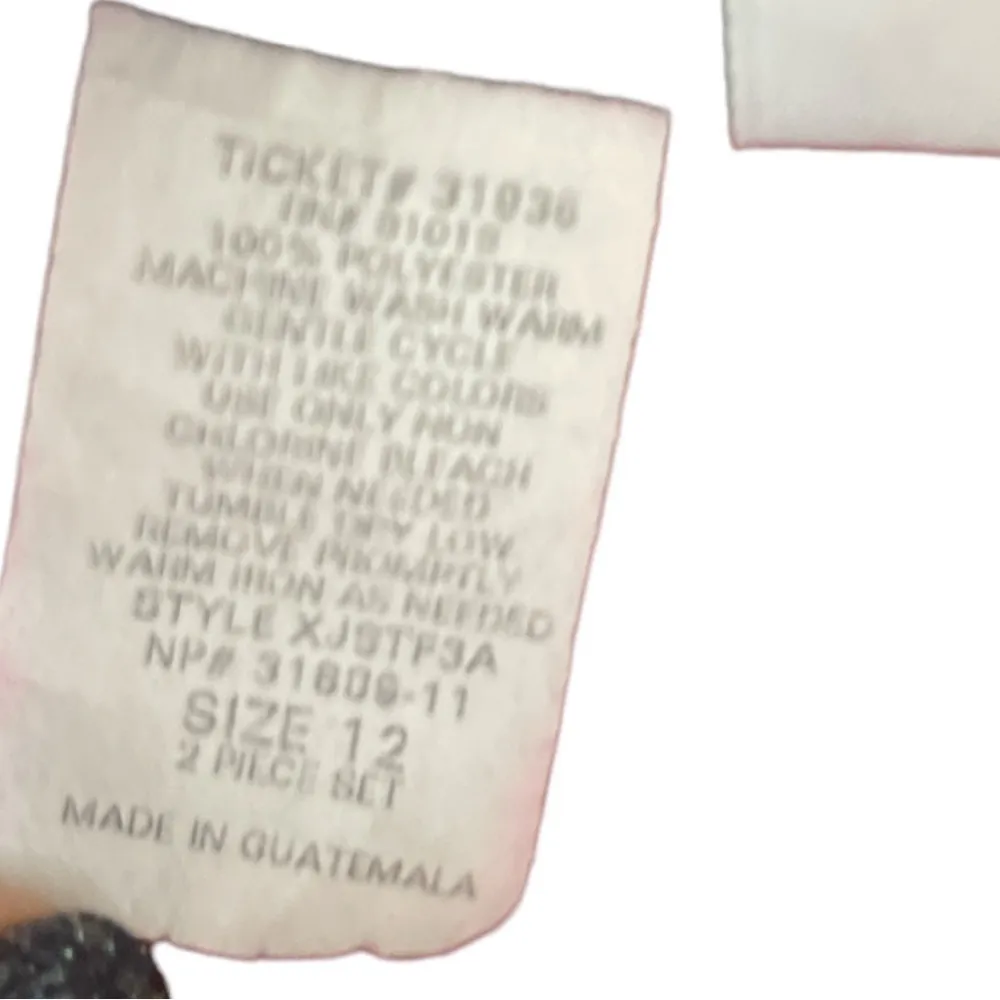 TICKET# 31036
100% POLYESTER
MACHINE WASH WARM
GENTLE CYCLE
WITH LIKE COLORS
USE ONLY NON
CHLORINE BLEACH
WHEN NEEDED
TUMBLE DRY LOW
REMOVE PROMPTLY
WARM IRON AS NEEDED
STYLE XJSTF3A
NP# 31809-11
SIZE 12
2 PIECE SET
MADE IN GUATEMALA